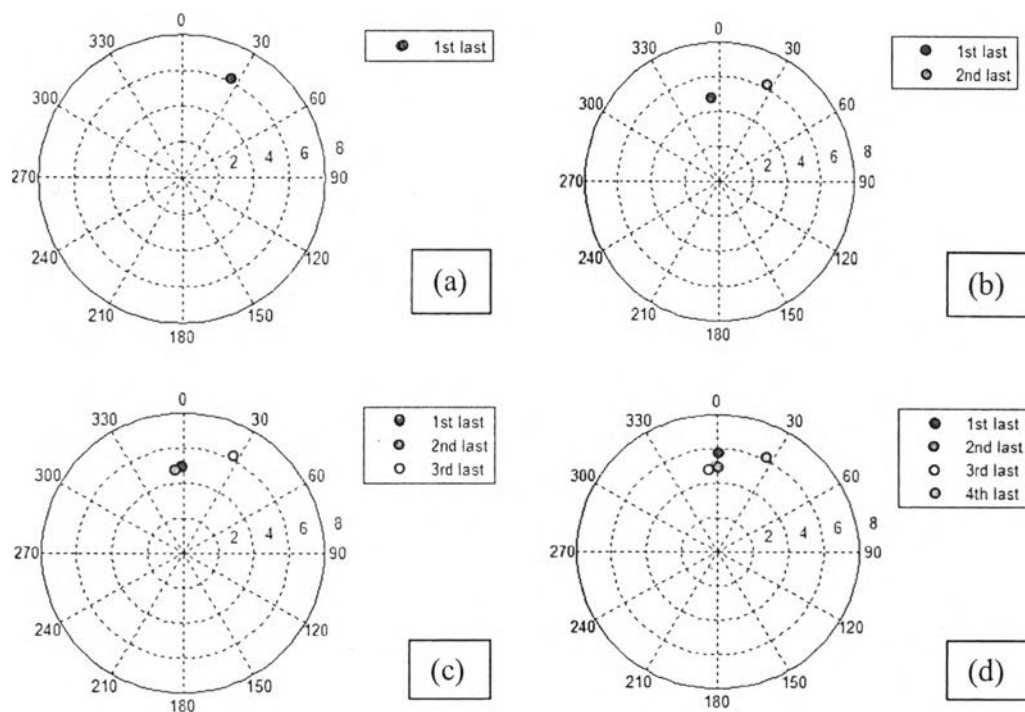 0
330 30
300 60
2 4 6 8
270 90
240 120
210 150
180
1st last
(a)
0
330 30
300 60
2 4 6 8
270 90
240 120
210 150
180
1st last
2nd last
(b)
0
330 30
300 60
2 4 6 8
270 90
240 120
210 150
180
1st last
2nd last
3rd last
(c)
0
330 30
300 60
2 4 6 8
270 90
240 120
210 150
180
1st last
2nd last
3rd last
4th last
(d)